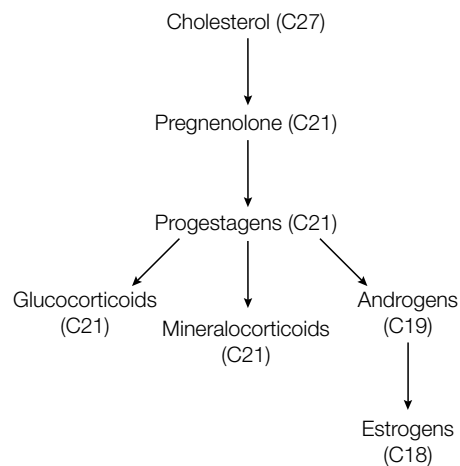 Cholesterol (C27)
Pregnenolone (C21)
Progestagens (C21)
Glucocorticoids
(C21)
Mineralocorticoids
(C21)
Androgens
(C19)
Estrogens
(C18)